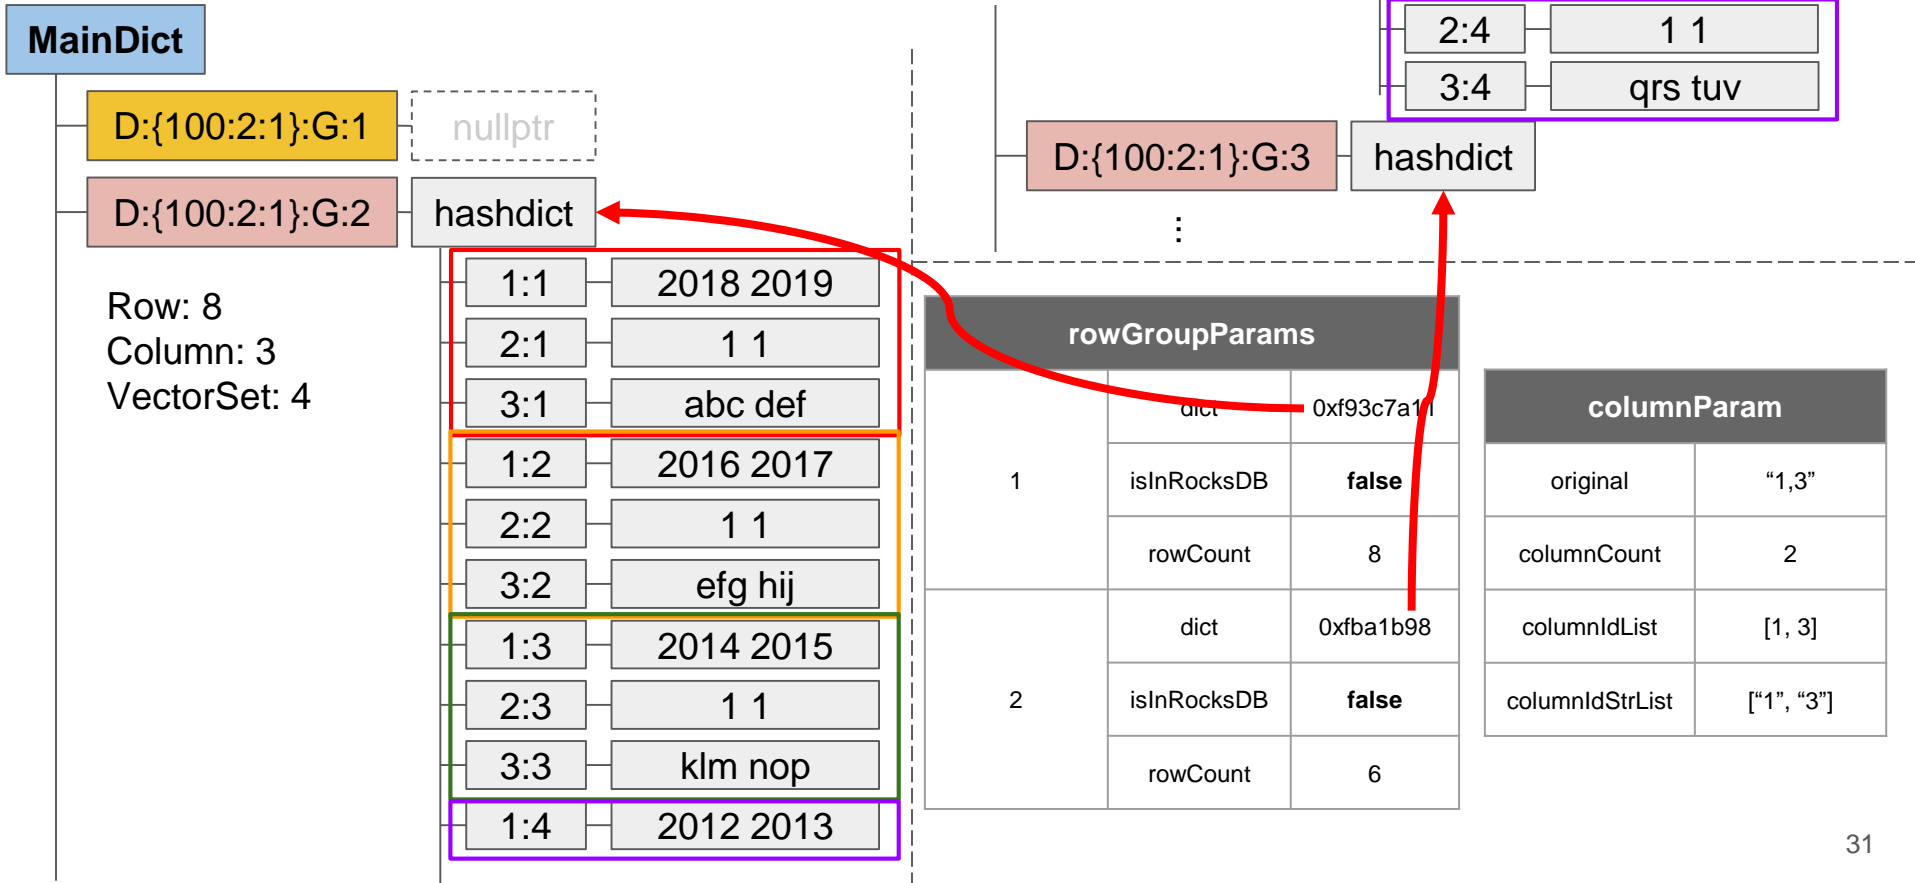 MainDict
D:{100:2:1}:G:1 nullptr
D:{100:2:1}:G:2 hashdict
Row: 8
Column: 3
VectorSet: 4
1:1 2018 2019
2:1 1 1
3:1 abc def
1:2 2016 2017
2:2 1 1
3:2 efg hij
1:3 2014 2015
2:3 1 1
3:3 klm nop
1:4 2012 2013
2:4 1 1
3:4 qrs tuv
D:{100:2:1}:G:3 hashdict
⋮
rowGroupParams
1
dict 0xf93c7a11
isInRocksDB false
rowCount 8
2
dict 0xfba1b98
isInRocksDB false
rowCount 6
columnParam
original “1,3”
columnCount 2
columnIdList [1, 3]
columnIdStrList [“1”, “3”]
31